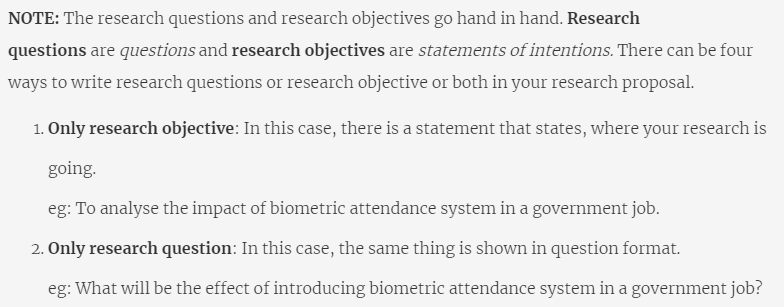 NOTE: The research questions and research objectives go hand in hand. Research
questions are questions and research objectives are statements of intentions. There can be four
ways to write research questions or research objective or both in your research proposal.
1. Only research objective: In this case, there is a statement that states, where your research is
going.
eg: To analyse the impact of biometric attendance system in a government job.
2. Only research question: In this case, the same thing is shown in question format.
eg: What will be the effect of introducing biometric attendance system in a government job?